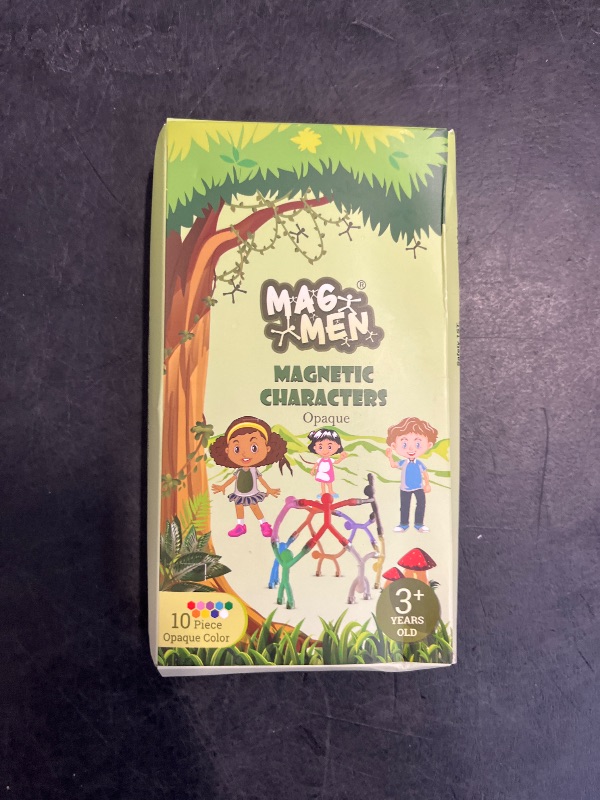 MAG ®
MEN
MAGNETIC
CHARACTERS
Opaque
10 Piece
Opaque Color
3+
YEARS
OLD